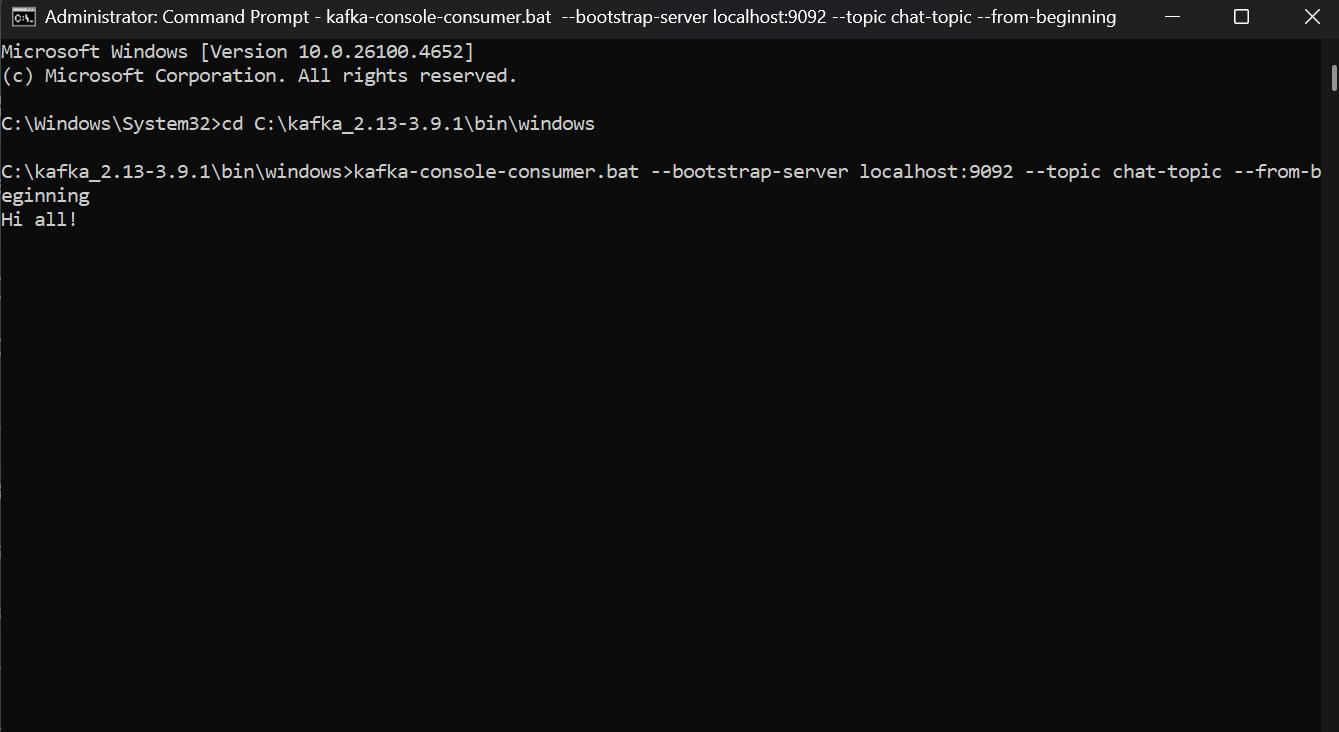 Administrator: Command Prompt - kafka-console-consumer.bat  --bootstrap-server localhost:9092 --topic chat-topic --from-beginning
Microsoft Windows [Version 10.0.26100.4652]
(c) Microsoft Corporation. All rights reserved.
C:\Windows\System32>cd C:\kafka_2.13-3.9.1\bin\windows
C:\kafka_2.13-3.9.1\bin\windows>kafka-console-consumer.bat --bootstrap-server localhost:9092 --topic chat-topic --from-b
eginning
Hi all!